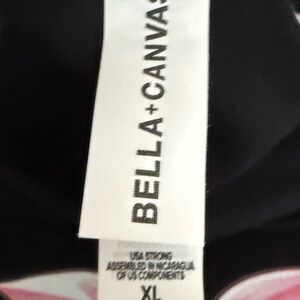 BELLA+CANVAS
USA STRONG
ASSEMBLED IN NICARAGUA
OF US COMPONENTS
XL